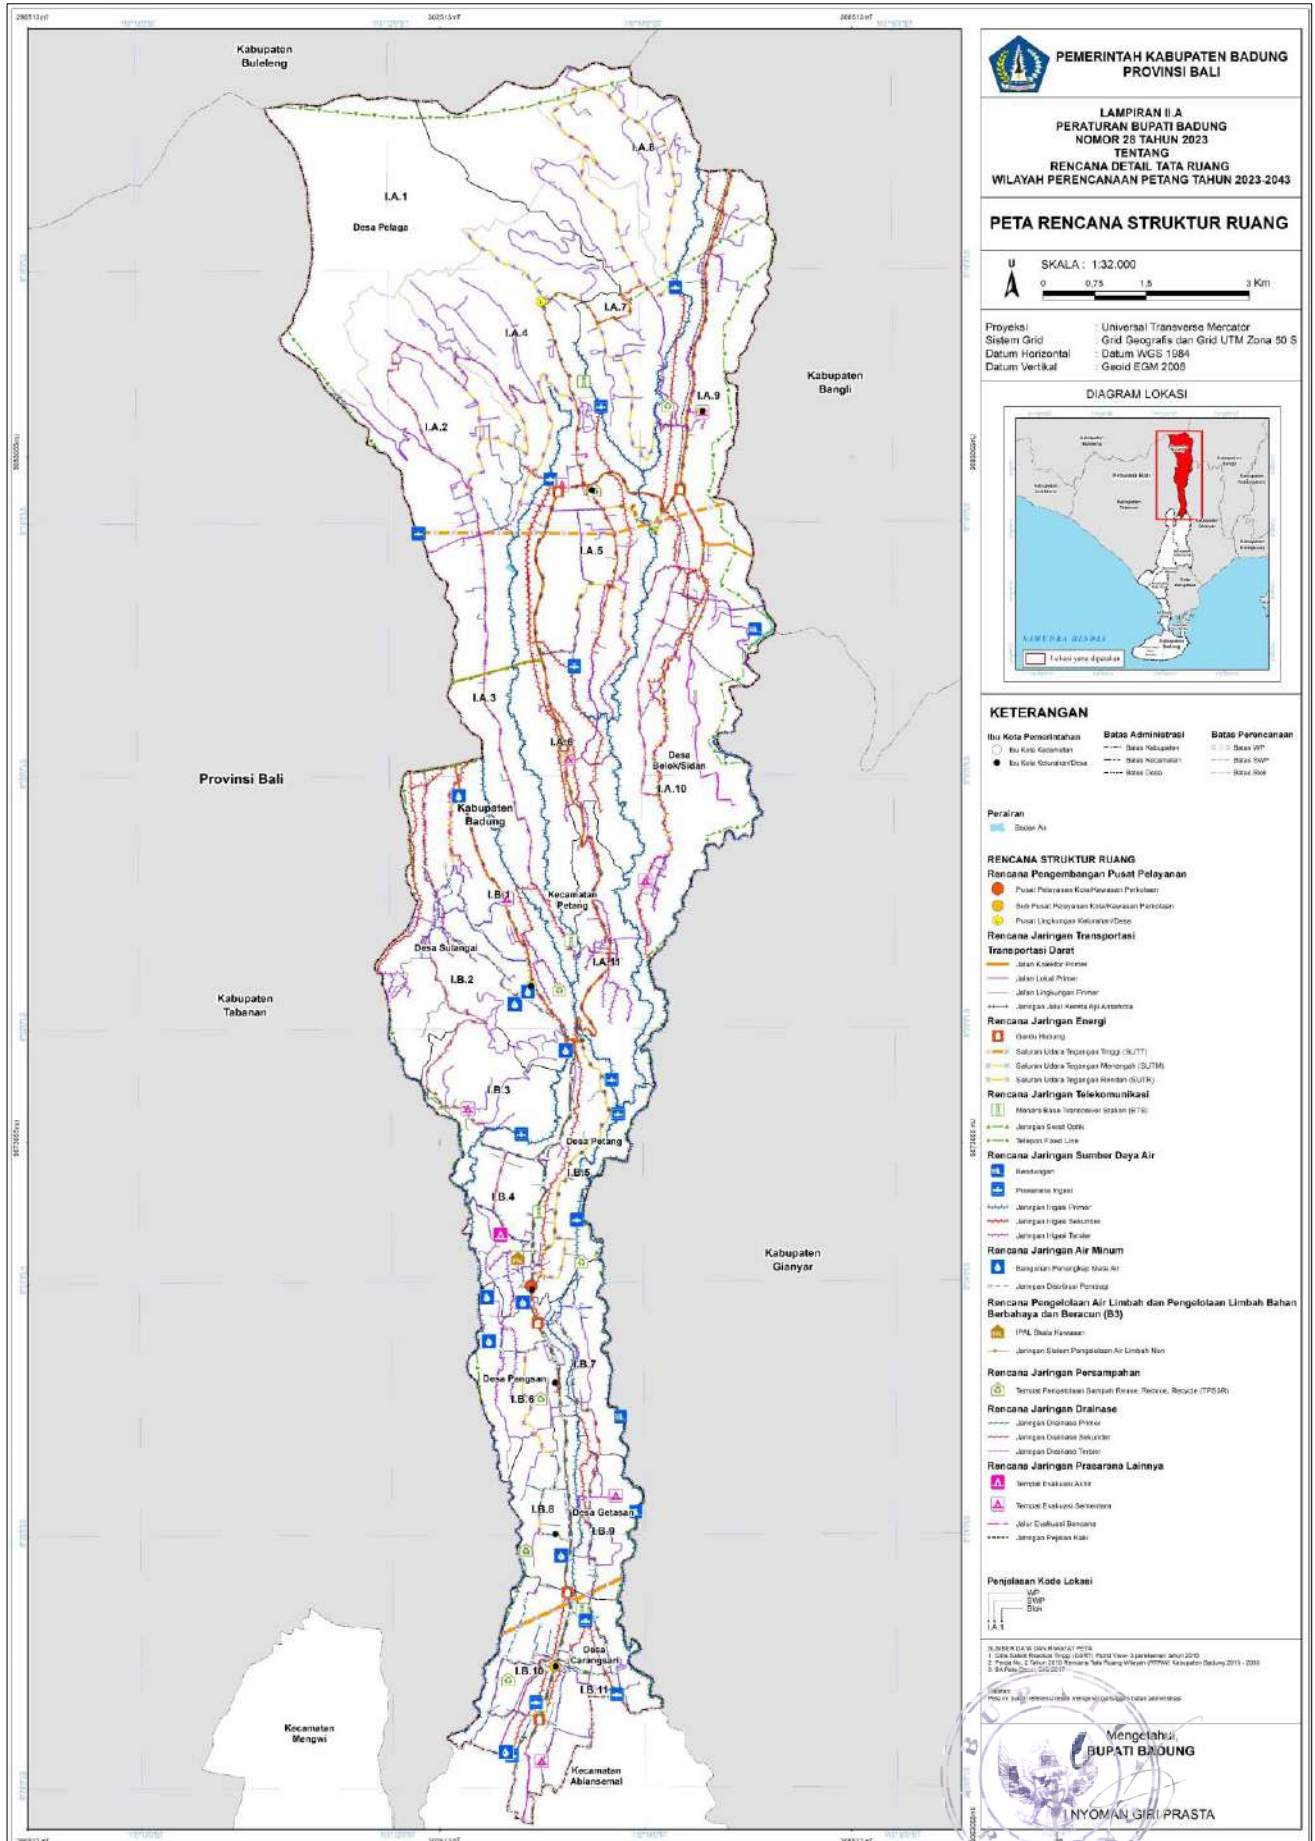 Kabupaten
Buleleng
I.A.8
I.A.1
Desa Pelaga
I.A.7
I.A.4
Kabupaten
Bangli
I.A.9
I.A.2
I.A.5
I.A.3
I.A.6
Desa
Belok/Sidan
I.A.10
Provinsi Bali
Kabupaten
Badung
I.B.1
Kecamatan
Petang
Desa Sulangai
I.A.11
I.B.2
Kabupaten
Tabanan
I.B.3
Desa Petang
I.B.5
I.B.4
Kabupaten
Gianyar
I.B.7
Desa Pangsan
I.B.6
I.B.8
Desa Getasan
I.B.9
Desa
Carangsari
I.B.10
I.B.11
Kecamatan
Mengwi
Kecamatan
Abiansemal
PEMERINTAH KABUPATEN BADUNG
PROVINSI BALI
LAMPIRAN II.A
PERATURAN BUPATI BADUNG
NOMOR 28 TAHUN 2023
TENTANG
RENCANA DETAIL TATA RUANG
WILAYAH PERENCANAAN PETANG TAHUN 2023-2043
PETA RENCANA STRUKTUR RUANG
U
SKALA : 1:32.000
0 0,75 1,5 3 Km
Proyeksi : Universal Transverse Mercator
Sistem Grid : Grid Geografis dan Grid UTM Zona 50 S
Datum Horizontal : Datum WGS 1984
Datum Vertikal : Geoid EGM 2008
DIAGRAM LOKASI
SAMUDRA HINDIA
KETERANGAN
Ibu Kota Pemerintahan
Ibu Kota Kecamatan
Ibu Kota Kelurahan/Desa
Batas Administrasi
Batas Kabupaten
Batas Kecamatan
Batas Desa
Batas Perencanaan
Batas WP
Batas SWP
Batas Blok
Perairan
Badan Air
RENCANA STRUKTUR RUANG
Rencana Pengembangan Pusat Pelayanan
Pusat Pelayanan Kota/Kawasan Perkotaan
Sub Pusat Pelayanan Kota/Kawasan Perkotaan
Pusat Lingkungan Kelurahan/Desa
Rencana Jaringan Transportasi
Transportasi Darat
Jalan Kolektor Primer
Jalan Lokal Primer
Jalan Lingkungan Primer
Jaringan Jalur Kereta Api Antarkota
Rencana Jaringan Energi
Gardu Hubung
Saluran Udara Tegangan Tinggi (SUTT)
Saluran Udara Tegangan Menengah (SUTM)
Saluran Udara Tegangan Rendah (SUTR)
Rencana Jaringan Telekomunikasi
Menara Base Transceiver Station (BTS)
Jaringan Serat Optik
Telepon Fixed Line
Rencana Jaringan Sumber Daya Air
Bendungan
Prasarana Irigasi
Jaringan Irigasi Primer
Jaringan Irigasi Sekunder
Jaringan Irigasi Tersier
Rencana Jaringan Air Minum
Bangunan Penangkap Mata Air
Jaringan Distribusi Pembagi
Rencana Pengelolaan Air Limbah dan Pengelolaan Limbah Bahan
Berbahaya dan Beracun (B3)
IPAL Skala Kawasan
Jaringan Sistem Pengelolaan Air Limbah Non
Rencana Jaringan Persampahan
Tempat Pengelolaan Sampah Reuse, Reduce, Recycle (TPS3R)
Rencana Jaringan Drainase
Jaringan Drainase Primer
Jaringan Drainase Sekunder
Jaringan Drainase Tersier
Rencana Jaringan Prasarana Lainnya
Tempat Evakuasi Akhir
Tempat Evakuasi Sementara
Jalur Evakuasi Bencana
Jaringan Pejalan Kaki
Penjelasan Kode Lokasi
WP
SWP
Blok
I.A.1
Mengetahui,
BUPATI BADUNG
I NYOMAN GIRI PRASTA